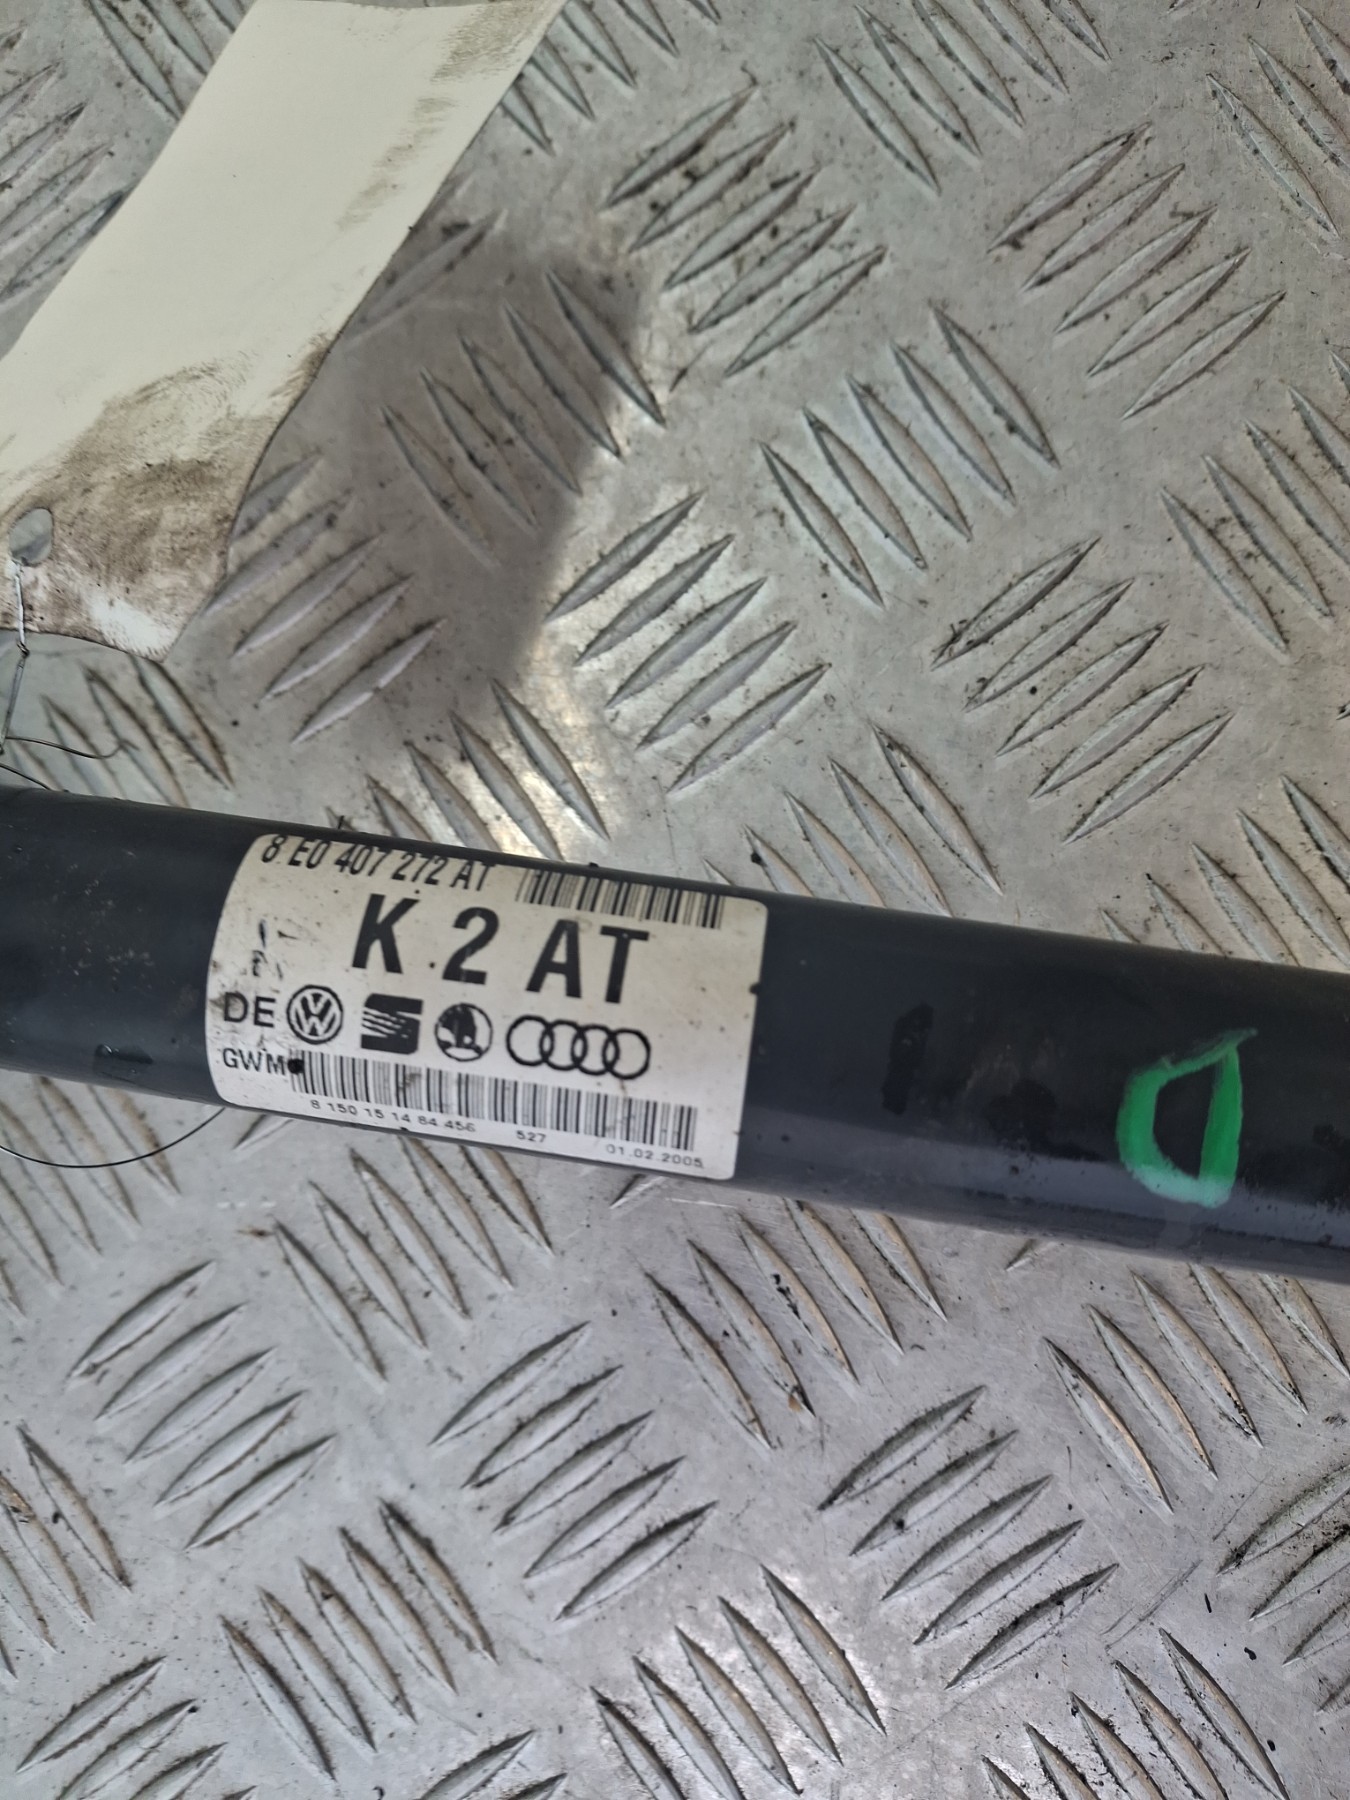 8 E0 407 272 AT
K 2 AT
DE
GWM
8 150 15 14 84 456 527 01.02.2005
D